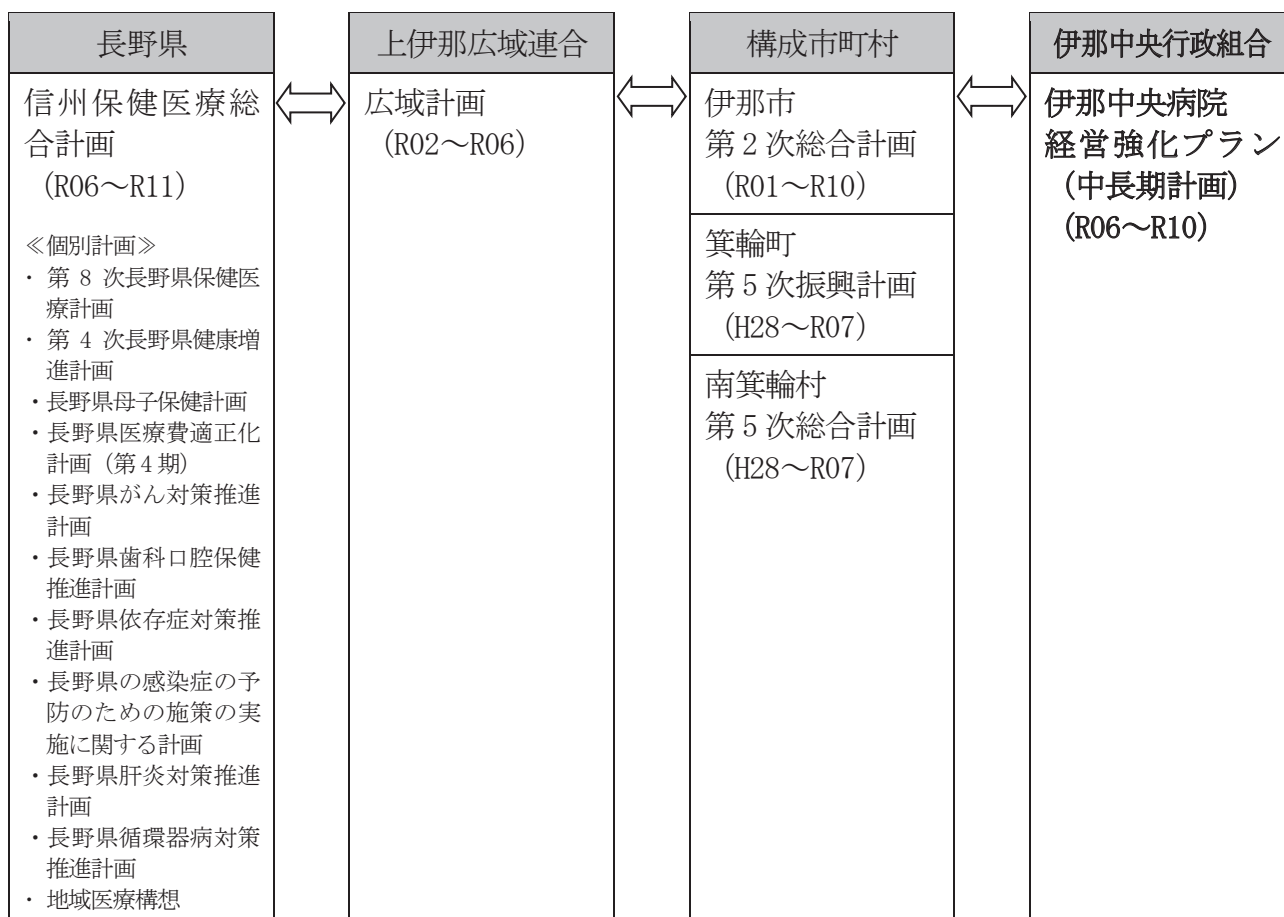 長野県
信州保健医療総
合計画
(R06～R11)
≪個別計画≫
・ 第 8 次長野県保健医
療計画
・ 第 4 次長野県健康増
進計画
・長野県母子保健計画
・長野県医療費適正化
計画（第４期）
・長野県がん対策推進
計画
・長野県歯科口腔保健
推進計画
・長野県依存症対策推
進計画
・長野県の感染症の予
防のための施策の実
施に関する計画
・長野県肝炎対策推進
計画
・長野県循環器病対策
推進計画
・ 地域医療構想
上伊那広域連合
広域計画
(R02～R06)
構成市町村
伊那市
第２次総合計画
(R01～R10)
箕輪町
第５次振興計画
(H28～R07)
南箕輪村
第５次総合計画
(H28～R07)
伊那中央行政組合
伊那中央病院
経営強化プラン
(中長期計画)
(R06～R10)